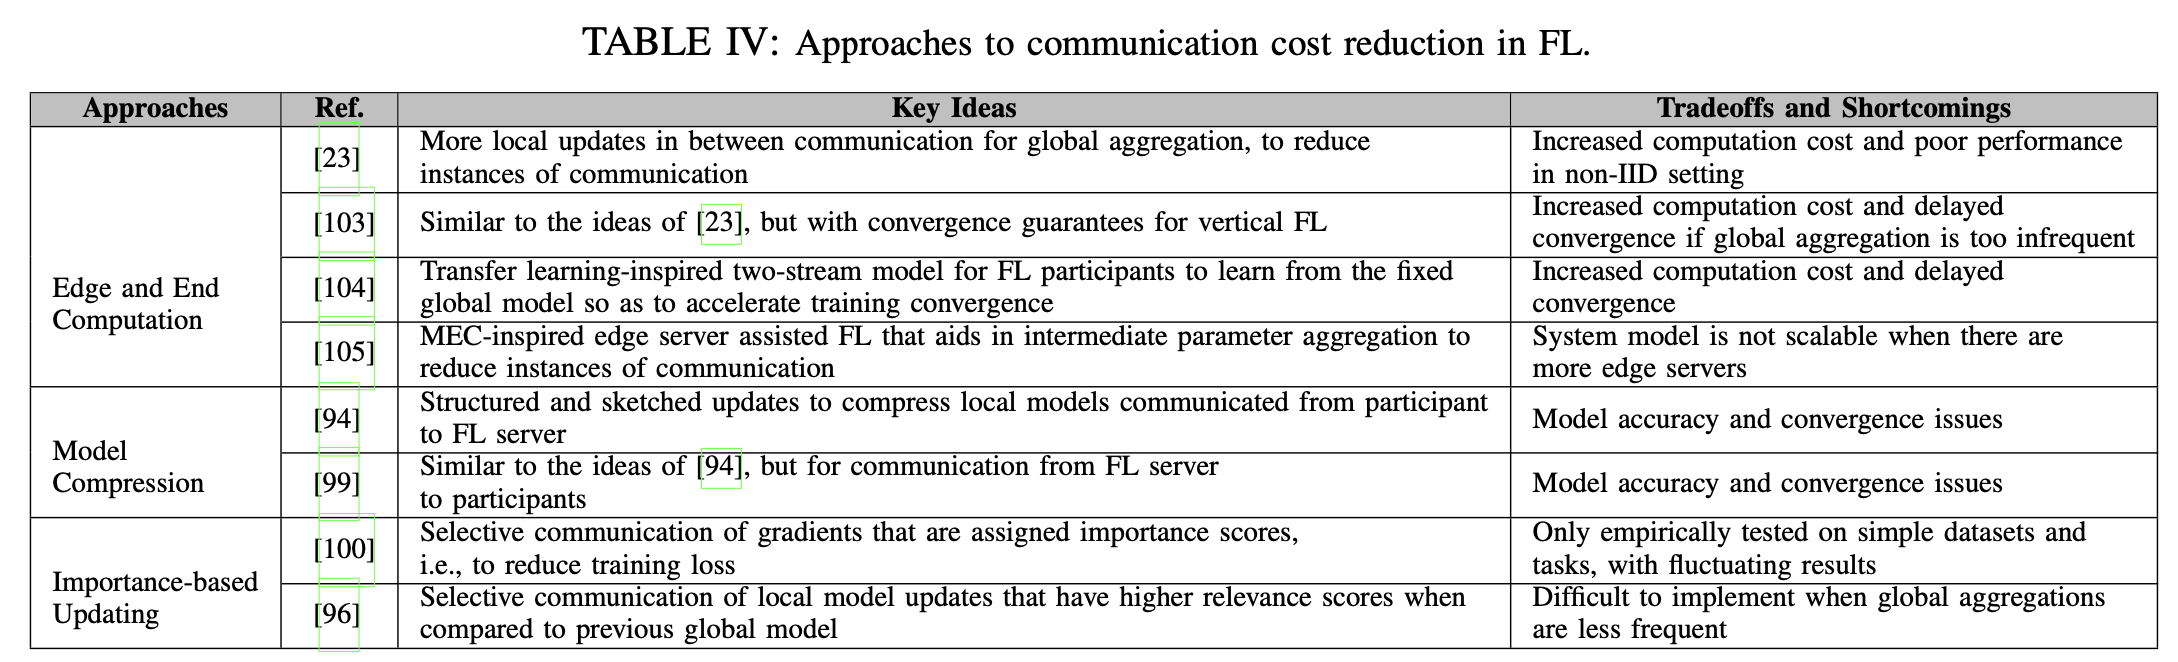 TABLE IV: Approaches to communication cost reduction in FL.
Approaches Ref. Key Ideas Tradeoffs and Shortcomings
Edge and End
Computation
[23]
More local updates in between communication for global aggregation, to reduce
instances of communication
Increased computation cost and poor performance
in non-IID setting
[103]
Similar to the ideas of [23], but with convergence guarantees for vertical FL
Increased computation cost and delayed
convergence if global aggregation is too infrequent
[104]
Transfer learning-inspired two-stream model for FL participants to learn from the fixed
global model so as to accelerate training convergence
Increased computation cost and delayed
convergence
[105]
MEC-inspired edge server assisted FL that aids in intermediate parameter aggregation to
reduce instances of communication
System model is not scalable when there are
more edge servers
Model
Compression
[94]
Structured and sketched updates to compress local models communicated from participant
to FL server
Model accuracy and convergence issues
[99]
Similar to the ideas of [94], but for communication from FL server
to participants
Model accuracy and convergence issues
Importance-based
Updating
[100]
Selective communication of gradients that are assigned importance scores,
i.e., to reduce training loss
Only empirically tested on simple datasets and
tasks, with fluctuating results
[96]
Selective communication of local model updates that have higher relevance scores when
compared to previous global model
Difficult to implement when global aggregations
are less frequent